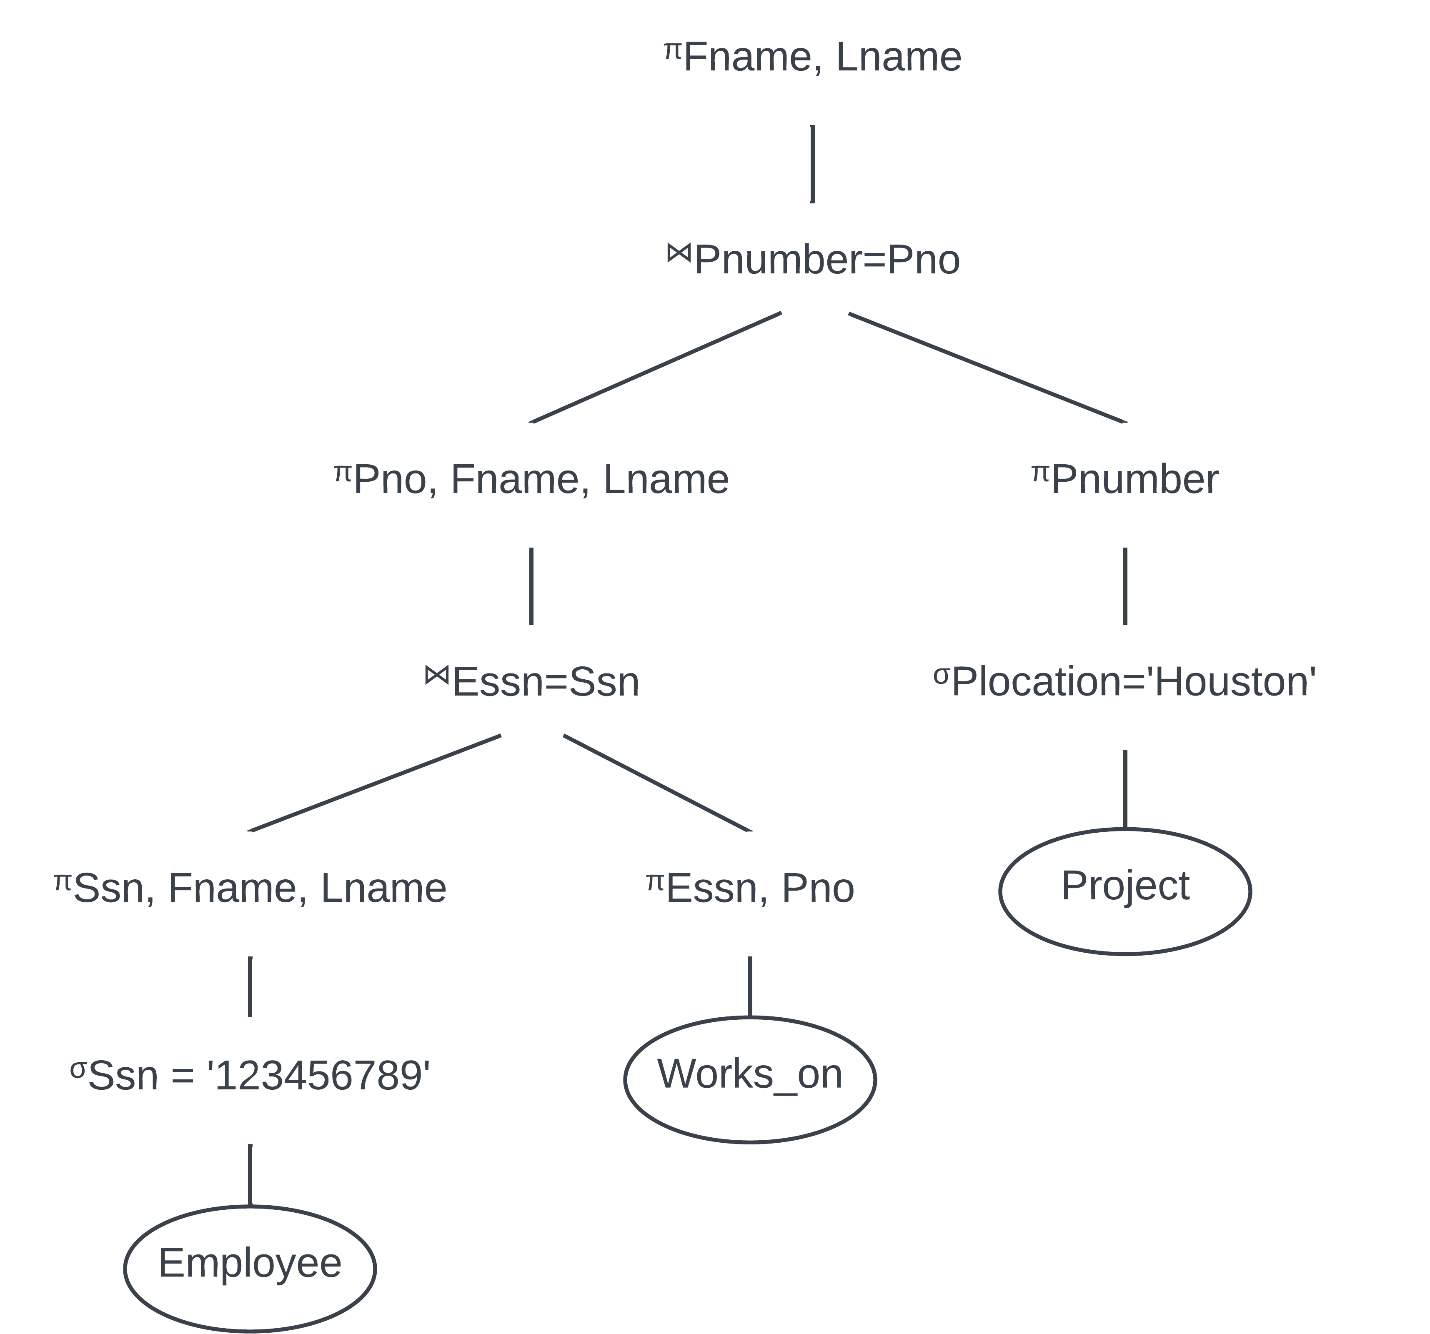 πFname, Lname
⋈Pnumber=Pno
πPno, Fname, Lname
πPnumber
⋈Essn=Ssn
σPlocation='Houston'
πSsn, Fname, Lname
πEssn, Pno
Project
σSsn = '123456789'
Works_on
Employee